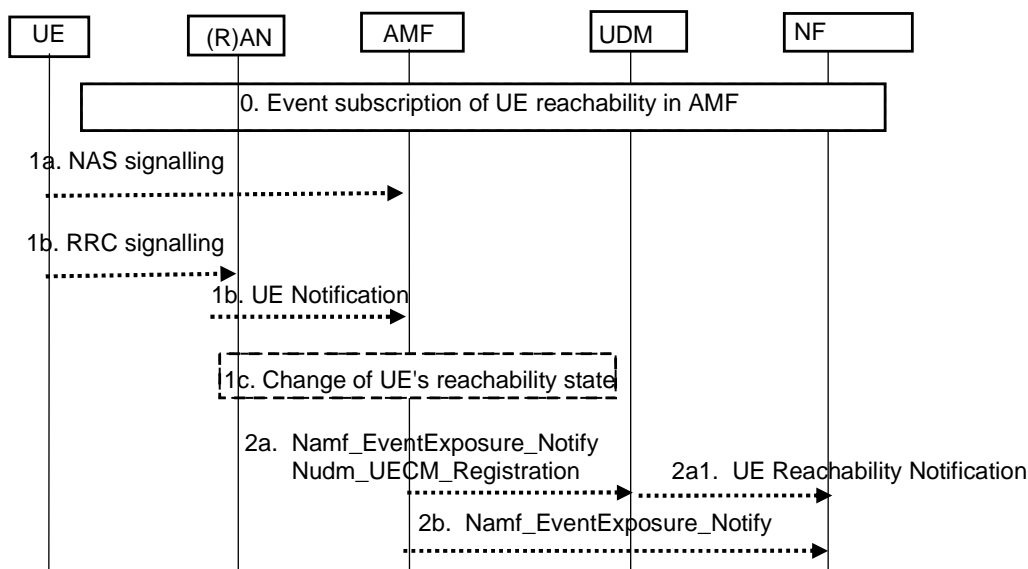 UE
(R)AN
AMF
UDM
NF
0. Event subscription of UE reachability in AMF
1a. NAS signalling
1b. RRC signalling
1b. UE Notification
1c. Change of UE's reachability state
2a. Namf_EventExposure_Notify
Nudm_UECM_Registration
2a1. UE Reachability Notification
2b. Namf_EventExposure_Notify